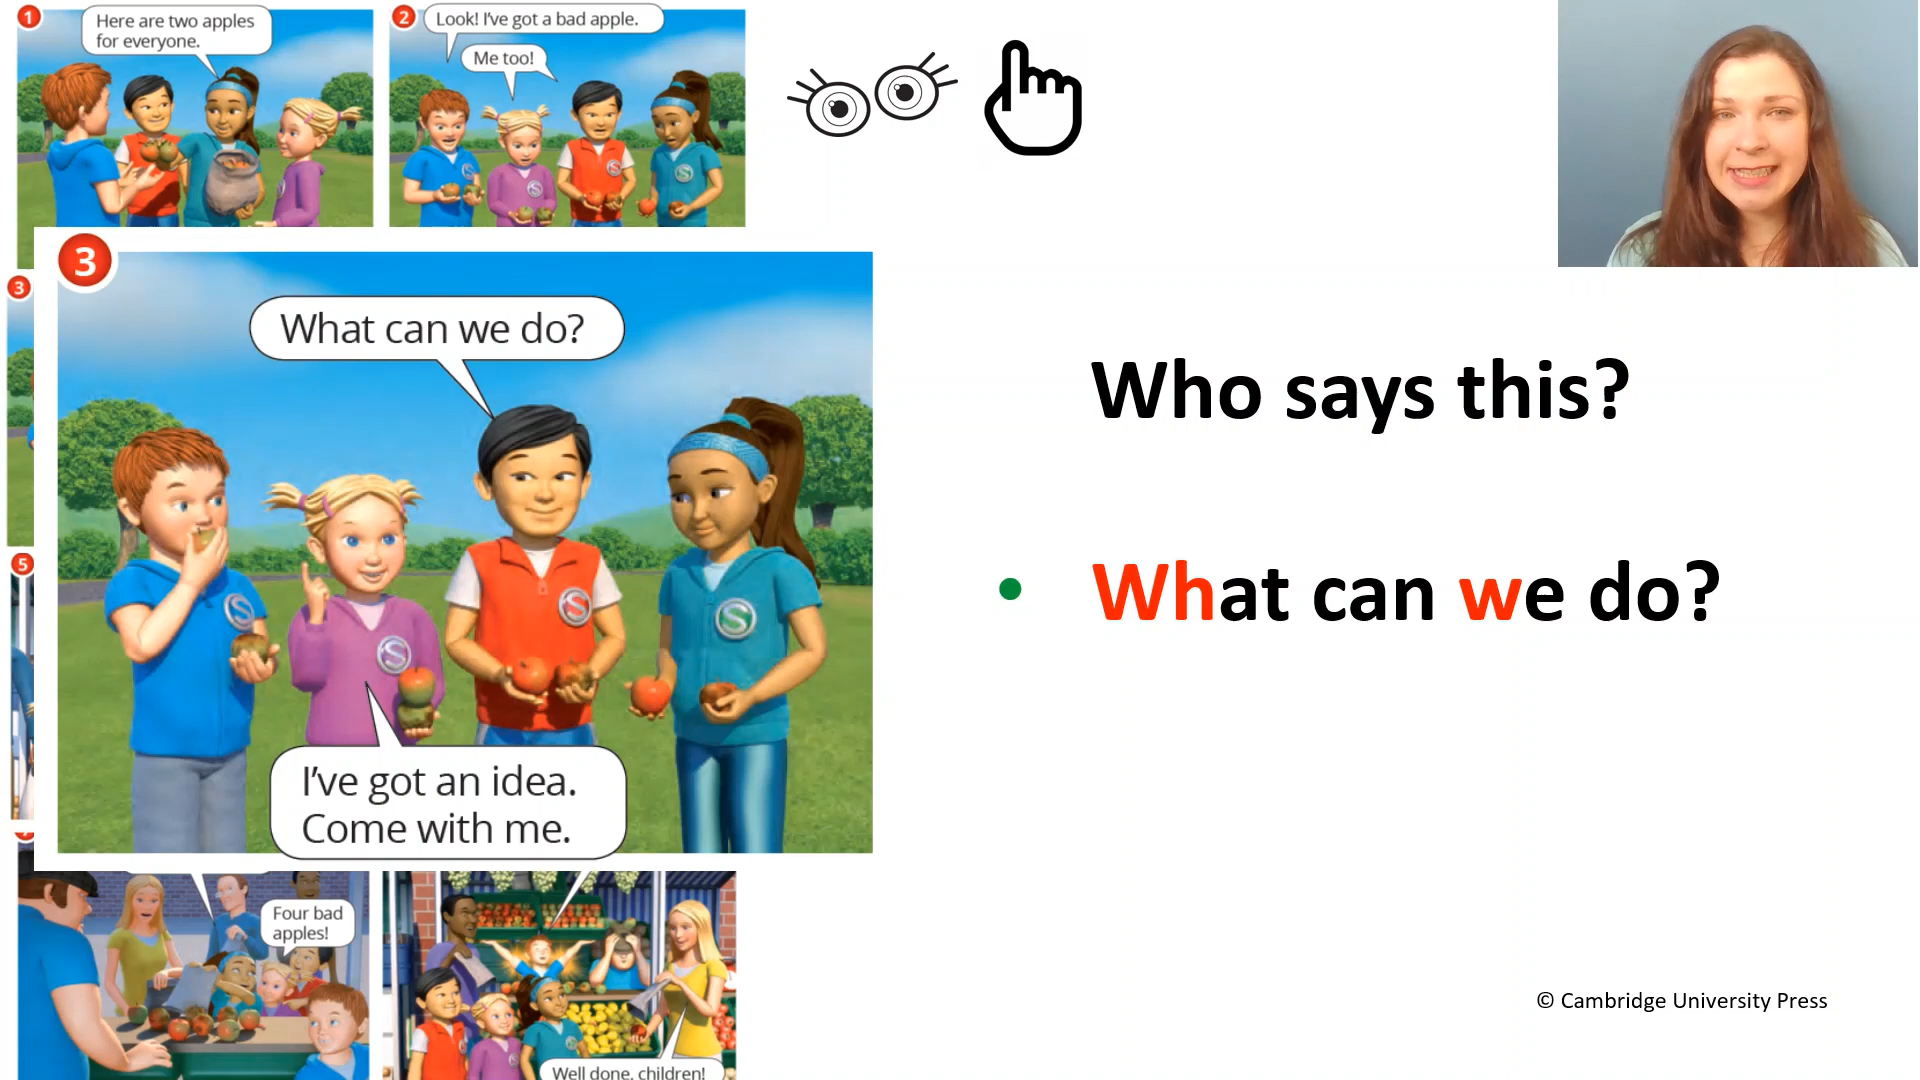 1
Here are two apples
for everyone.
2
Look! I've got a bad apple.
Me too!
3
3
What can we do?
I've got an idea.
Come with me.
5
Four bad
apples!
Well done, children!
Who says this?
• What can we do?
© Cambridge University Press